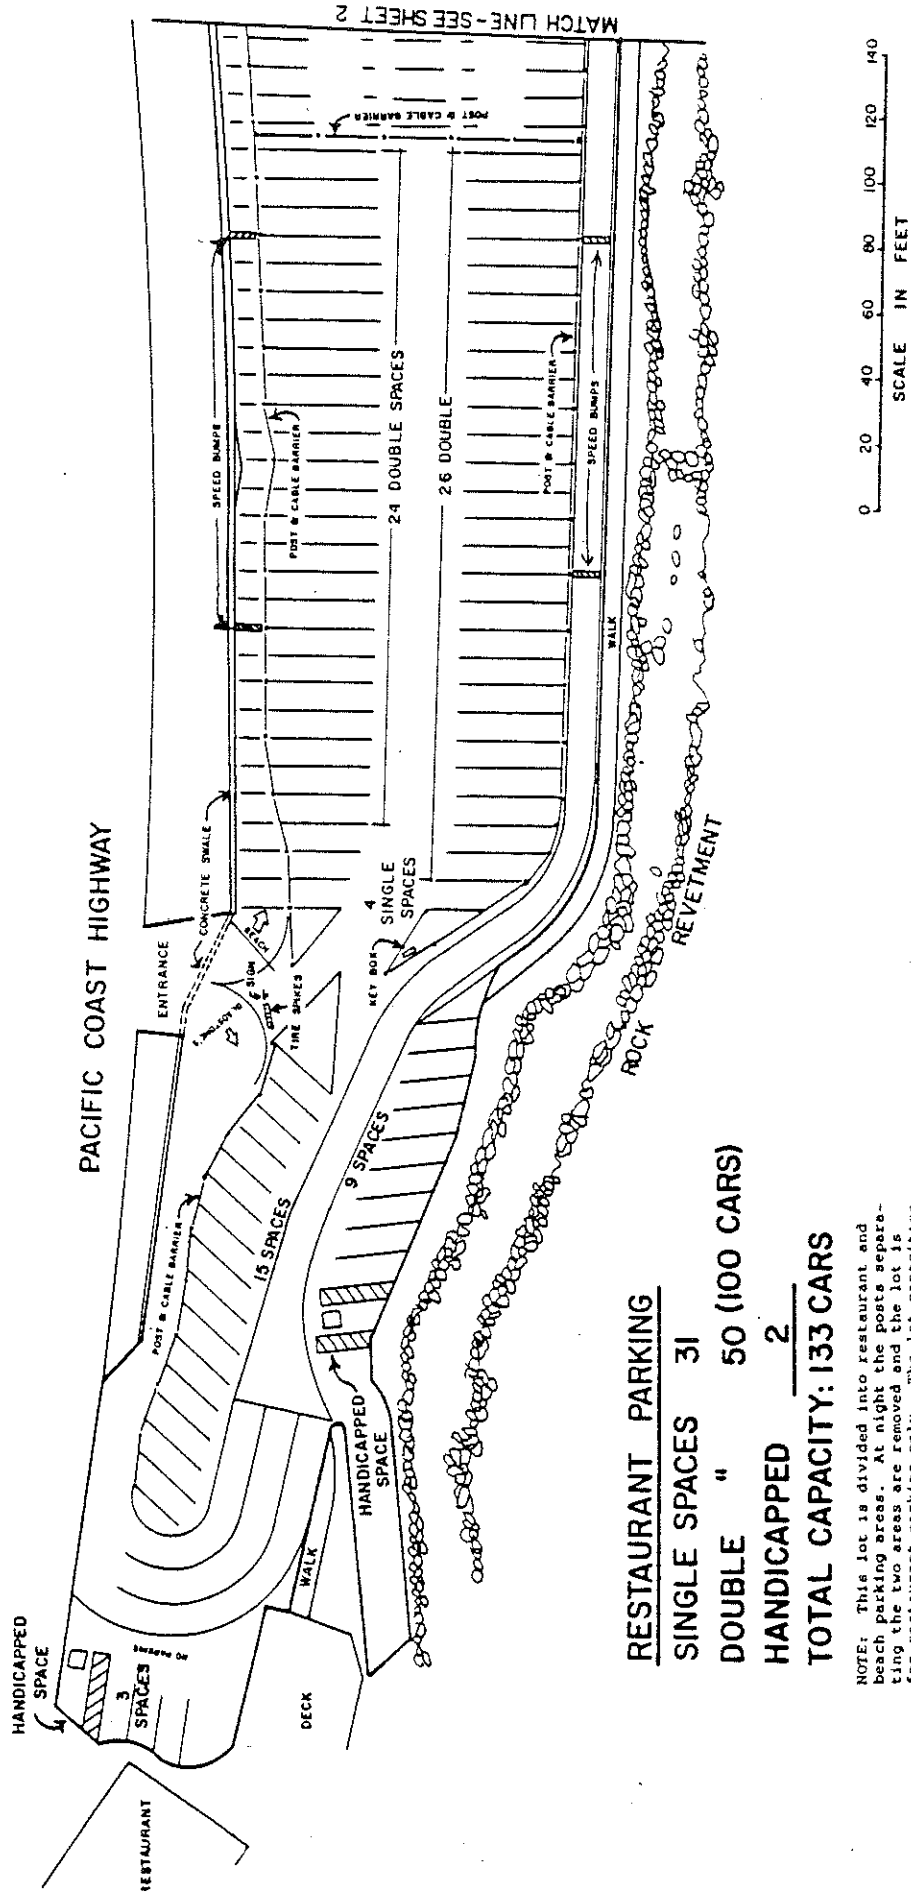 MATCH LINE-SEE SHEET 2
PACIFIC COAST HIGHWAY
POST & CABLE BARRIER
SPEED BUMPS
POST & CABLE BARRIER
24 DOUBLE SPACES
26 DOUBLE
POST & CABLE BARRIER
SPEED BUMPS
WALK
CONCRETE SWALE
ENTRANCE
BEACH
SIGN
TIRE SPIKES
KEY BOX
4
SINGLE
SPACES
POST & CABLE BARRIER
15 SPACES
9 SPACES
HANDICAPPED
SPACE
WALK
DECK
HANDICAPPED
SPACE
NO PARKING
3
SPACES
RESTAURANT
ROCK
REVETMENT
0 20 40 60 80 100 120 140
SCALE IN FEET
RESTAURANT PARKING
SINGLE SPACES 31
DOUBLE " 50 (100 CARS)
HANDICAPPED 2
TOTAL CAPACITY: 133 CARS
NOTE: This lot is divided into restaurant and
beach parking areas. At night the posts separa-
ting the two areas are removed and the lot is